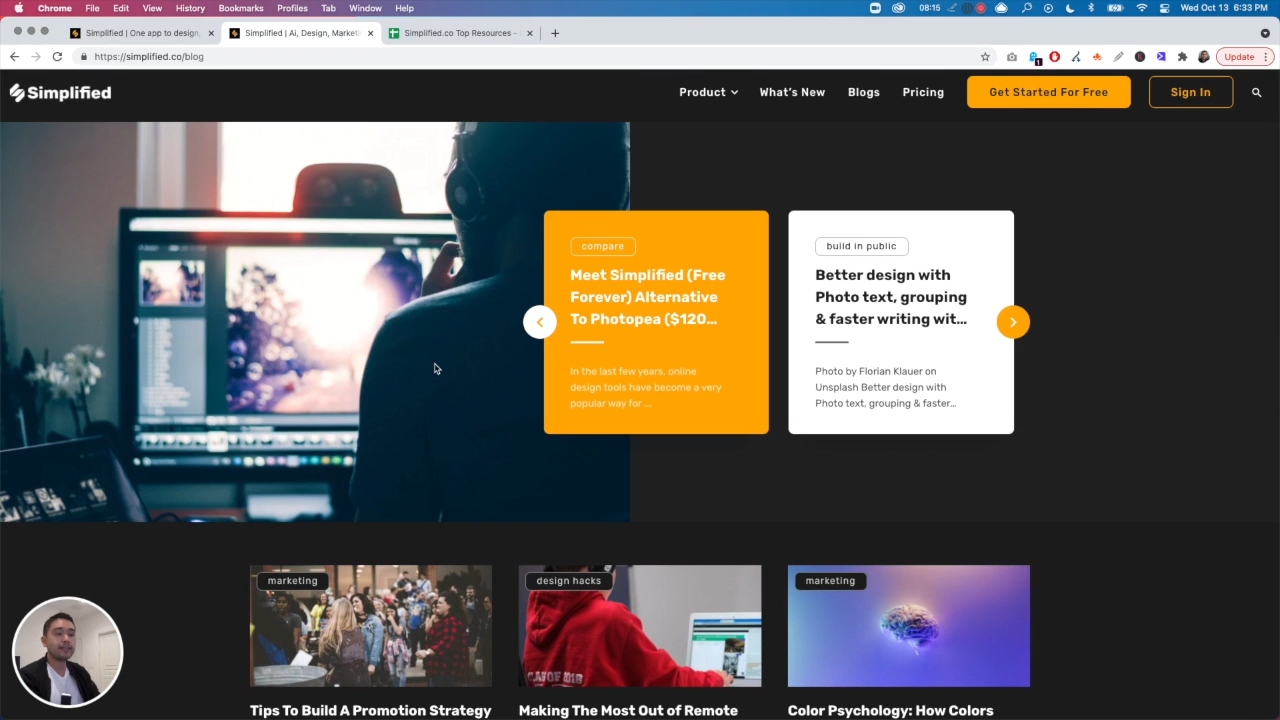 Chrome File Edit View History Bookmarks Profiles Tab Window Help
08:15
Wed Oct 13 6:33 PM
Simplified | One app to design,
Simplified | Ai, Design, Market
Simplified.co Top Resources -
https://simplified.co/blog
1
Update
Simplified
Product
What's New
Blogs
Pricing
Get Started For Free
Sign In
compare
Meet Simplified (Free
Forever) Alternative
To Photopea ($120...
In the last few years, online
design tools have become a very
popular way for ...
build in public
Better design with
Photo text, grouping
& faster writing wit...
Photo by Florian Klauer on
Unsplash Better design with
Photo text, grouping & faster...
marketing
Tips To Build A Promotion Strategy
design hacks
Making The Most Out of Remote
marketing
Color Psychology: How Colors